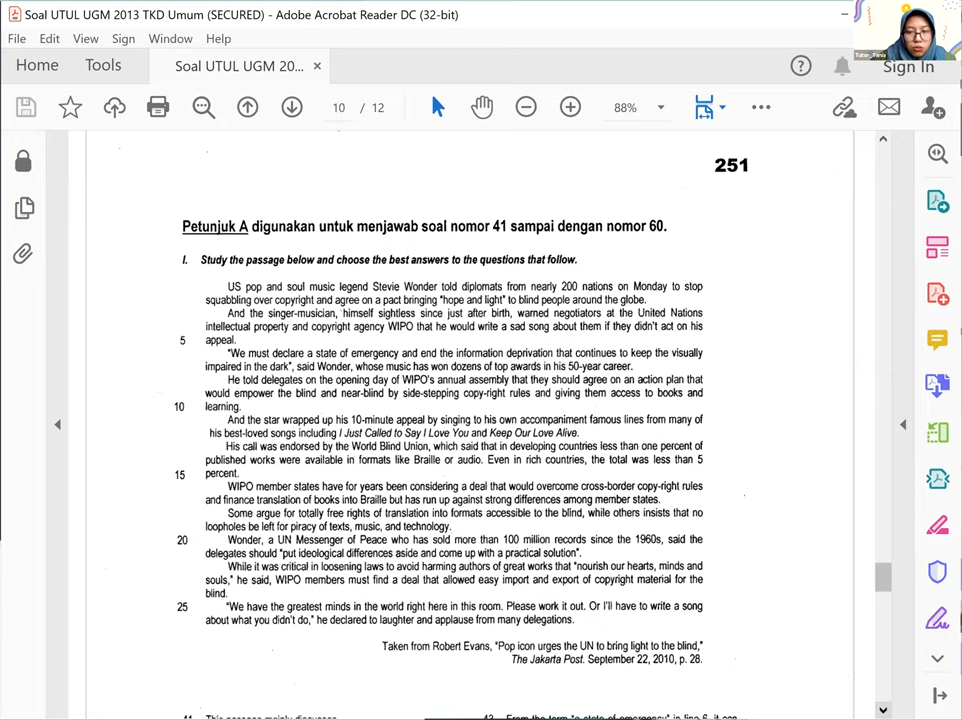 Soal UTUL UGM 2013 TKD Umum (SECURED) - Adobe Acrobat Reader DC (32-bit)
File Edit View Sign Window Help
Home Tools Soal UTUL UGM 20... ×
Sign In
10 / 12
88%
251
Petunjuk A digunakan untuk menjawab soal nomor 41 sampai dengan nomor 60.
I. Study the passage below and choose the best answers to the questions that follow.
US pop and soul music legend Stevie Wonder told diplomats from nearly 200 nations on Monday to stop
squabbling over copyright and agree on a pact bringing "hope and light" to blind people around the globe.
And the singer-musician, himself sightless since just after birth, warned negotiators at the United Nations
intellectual property and copyright agency WIPO that he would write a sad song about them if they didn't act on his
5 appeal.
"We must declare a state of emergency and end the information deprivation that continues to keep the visually
impaired in the dark", said Wonder, whose music has won dozens of top awards in his 50-year career.
He told delegates on the opening day of WIPO's annual assembly that they should agree on an action plan that
would empower the blind and near-blind by side-stepping copy-right rules and giving them access to books and
10 learning.
And the star wrapped up his 10-minute appeal by singing to his own accompaniment famous lines from many of
his best-loved songs including I Just Called to Say I Love You and Keep Our Love Alive.
His call was endorsed by the World Blind Union, which said that in developing countries less than one percent of
published works were available in formats like Braille or audio. Even in rich countries, the total was less than 5
15 percent.
WIPO member states have for years been considering a deal that would overcome cross-border copy-right rules
and finance translation of books into Braille but has run up against strong differences among member states.
Some argue for totally free rights of translation into formats accessible to the blind, while others insists that no
loopholes be left for piracy of texts, music, and technology.
20 Wonder, a UN Messenger of Peace who has sold more than 100 million records since the 1960s, said the
delegates should "put ideological differences aside and come up with a practical solution".
While it was critical in loosening laws to avoid harming authors of great works that "nourish our hearts, minds and
souls," he said, WIPO members must find a deal that allowed easy import and export of copyright material for the
blind.
25 "We have the greatest minds in the world right here in this room. Please work it out. Or I'll have to write a song
about what you didn't do," he declared to laughter and applause from many delegations.
Taken from Robert Evans, "Pop icon urges the UN to bring light to the blind,"
The Jakarta Post. September 22, 2010, p. 28.